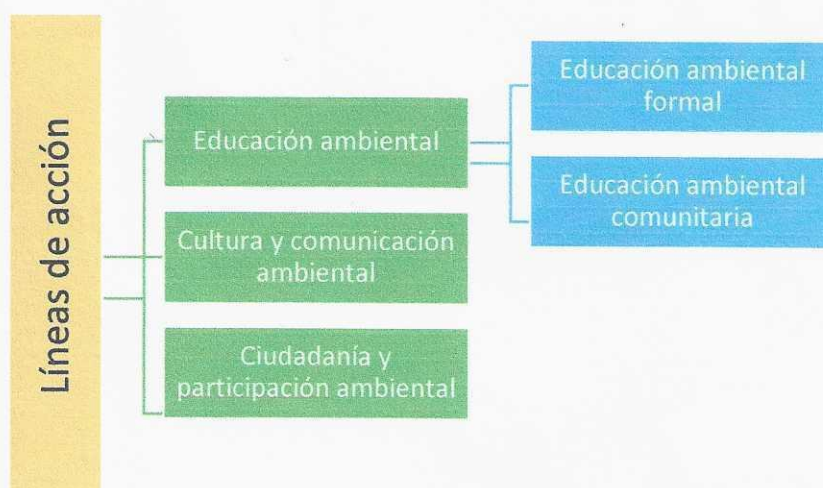 Líneas de acción
Educación ambiental
Cultura y comunicación
ambiental
Ciudadanía y
participación ambiental
Educación ambiental
formal
Educación ambiental
comunitaria